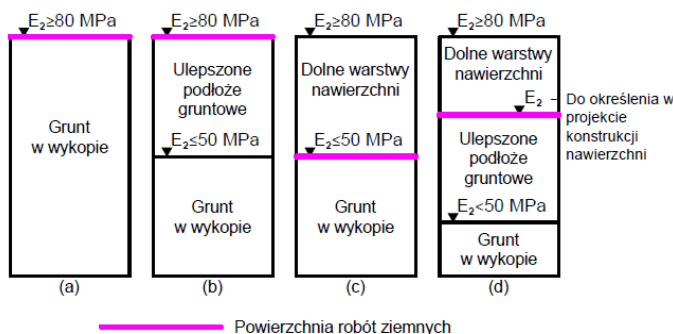 E₂≥80 MPa
Grunt
w wykopie
(a)
E₂≥80 MPa
Ulepszone
podłoże
gruntowe
E₂≤50 MPa
Grunt
w wykopie
(b)
E₂≥80 MPa
Dolne warstwy
nawierzchni
E₂≤50 MPa
Grunt
w wykopie
(c)
E₂≥80 MPa
Dolne warstwy
nawierzchni
E₂ – Do określenia w
projekcie
konstrukcji
nawierzchni
Ulepszone
podłoże
gruntowe
E₂<50 MPa
Grunt
w wykopie
(d)
Powierzchnia robót ziemnych